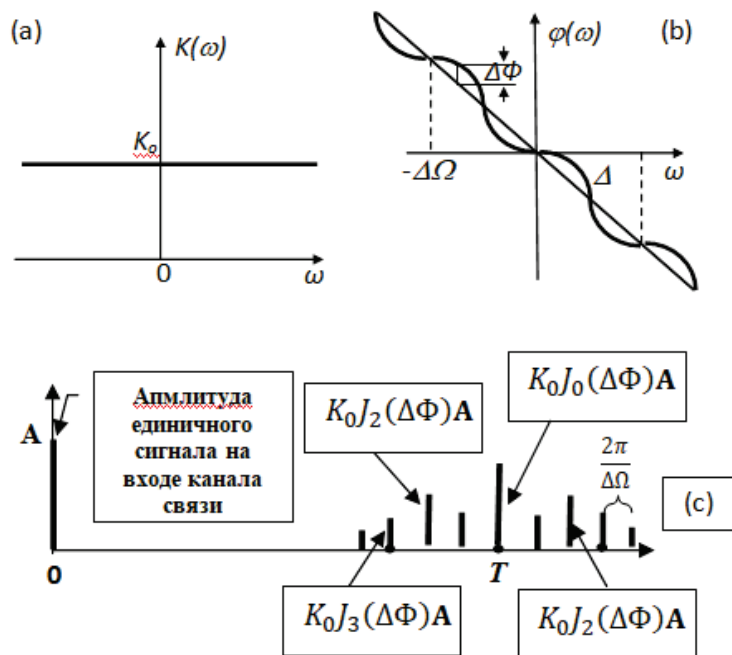 (a)
K(ω)
K₀
0
ω
φ(ω)
(b)
ΔΦ
-ΔΩ
Δ
ω
A
Апмлитуда
единичного
сигнала на
входе канала
связи
K₀J₂(ΔΦ)A
K₀J₀(ΔΦ)A
2π
ΔΩ
(c)
0
T
K₀J₃(ΔΦ)A
K₀J₂(ΔΦ)A